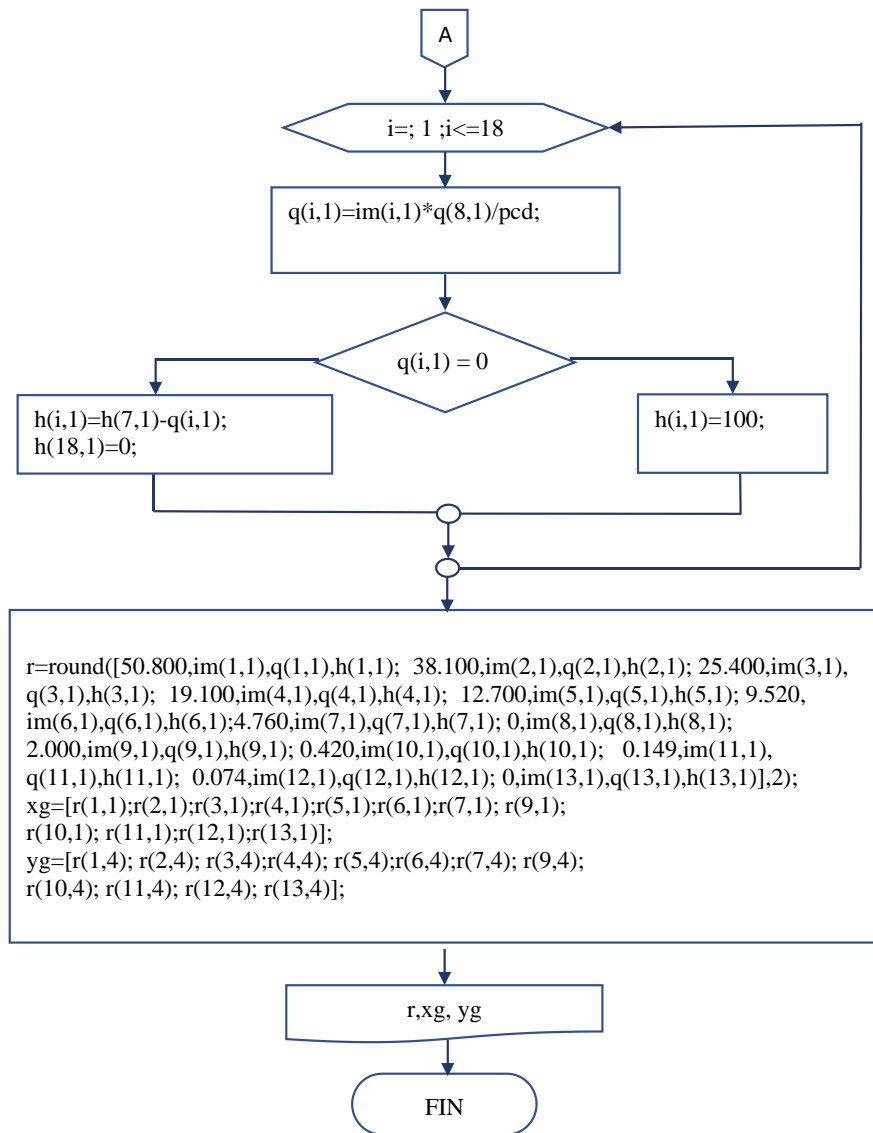 A
i=; 1 ;i<=18
q(i,1)=im(i,1)*q(8,1)/pcd;
q(i,1) = 0
h(i,1)=h(7,1)-q(i,1);
h(18,1)=0;
h(i,1)=100;
r=round([50.800,im(1,1),q(1,1),h(1,1); 38.100,im(2,1),q(2,1),h(2,1); 25.400,im(3,1),
q(3,1),h(3,1); 19.100,im(4,1),q(4,1),h(4,1); 12.700,im(5,1),q(5,1),h(5,1); 9.520,
im(6,1),q(6,1),h(6,1);4.760,im(7,1),q(7,1),h(7,1); 0,im(8,1),q(8,1),h(8,1);
2.000,im(9,1),q(9,1),h(9,1); 0.420,im(10,1),q(10,1),h(10,1); 0.149,im(11,1),
q(11,1),h(11,1); 0.074,im(12,1),q(12,1),h(12,1); 0,im(13,1),q(13,1),h(13,1)],2);
xg=[r(1,1);r(2,1);r(3,1);r(4,1);r(5,1);r(6,1);r(7,1); r(9,1);
r(10,1); r(11,1);r(12,1);r(13,1)];
yg=[r(1,4); r(2,4); r(3,4);r(4,4); r(5,4);r(6,4);r(7,4); r(9,4);
r(10,4); r(11,4); r(12,4); r(13,4)];
r,xg, yg
FIN